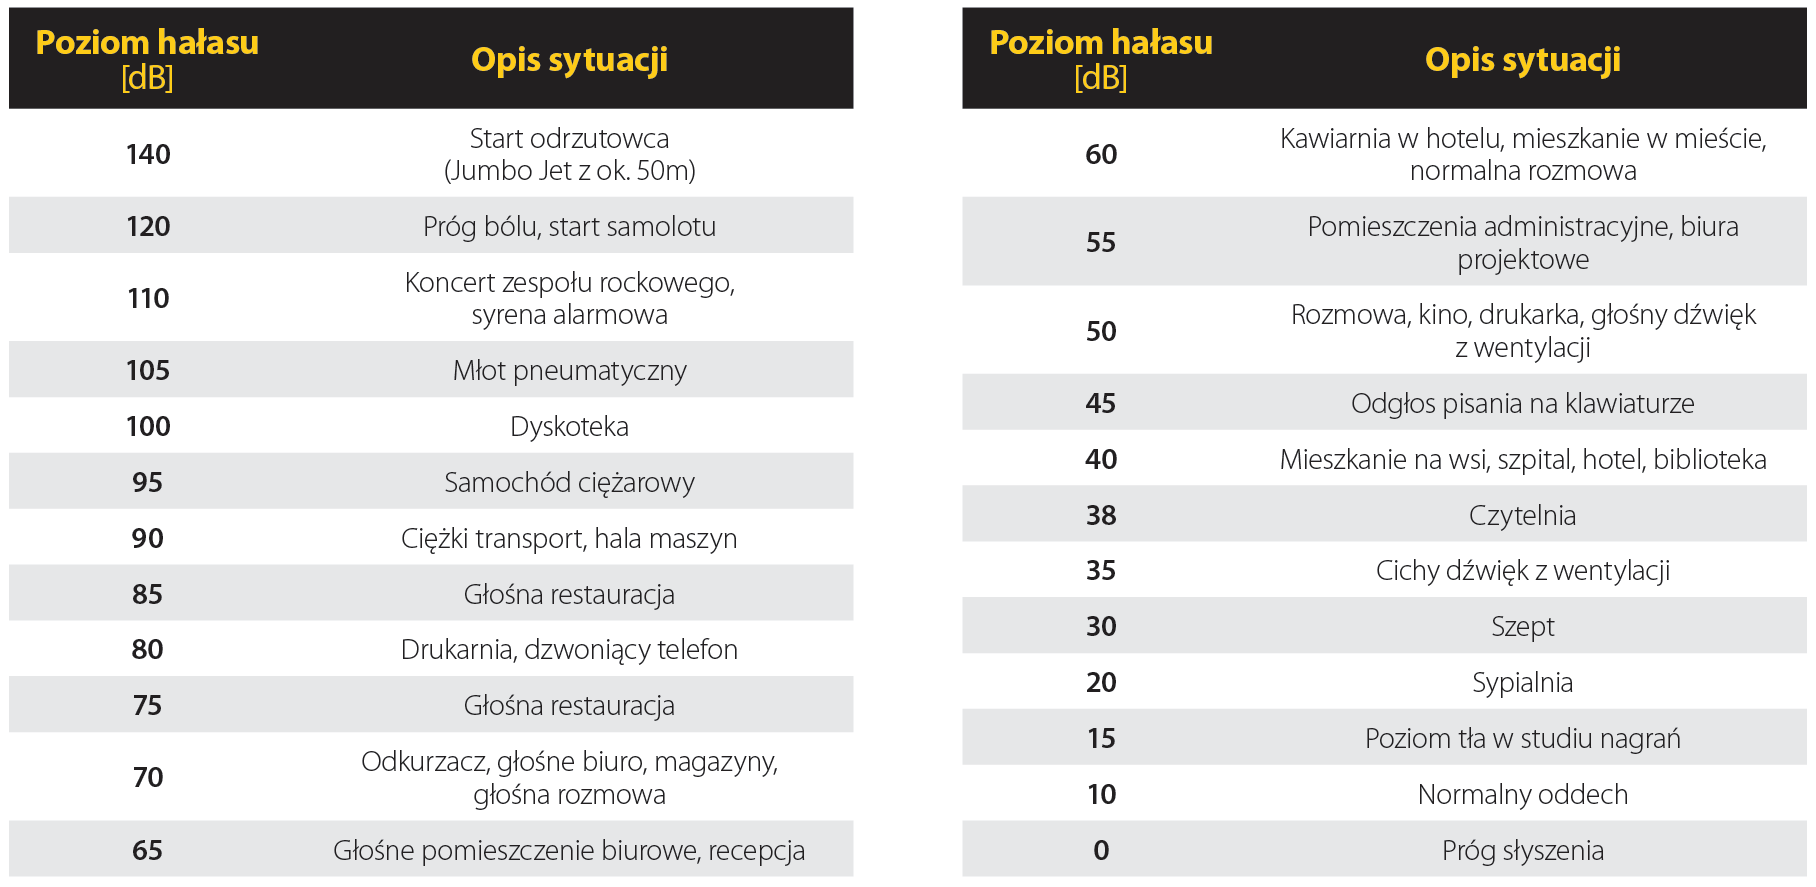 Poziom hałasu
[dB]
Opis sytuacji
140
Start odrzutowca
(Jumbo Jet z ok. 50m)
120
Próg bólu, start samolotu
110
Koncert zespołu rockowego,
syrena alarmowa
105
Młot pneumatyczny
100
Dyskoteka
95
Samochód ciężarowy
90
Ciężki transport, hala maszyn
85
Głośna restauracja
80
Drukarnia, dzwoniący telefon
75
Głośna restauracja
70
Odkurzacz, głośne biuro, magazyny,
głośna rozmowa
65
Głośne pomieszczenie biurowe, recepcja
Poziom hałasu
[dB]
Opis sytuacji
60
Kawiarnia w hotelu, mieszkanie w mieście,
normalna rozmowa
55
Pomieszczenia administracyjne, biura
projektowe
50
Rozmowa, kino, drukarka, głośny dźwięk
z wentylacji
45
Odgłos pisania na klawiaturze
40
Mieszkanie na wsi, szpital, hotel, biblioteka
38
Czytelnia
35
Cichy dźwięk z wentylacji
30
Szept
20
Sypialnia
15
Poziom tła w studiu nagrań
10
Normalny oddech
0
Próg słyszenia